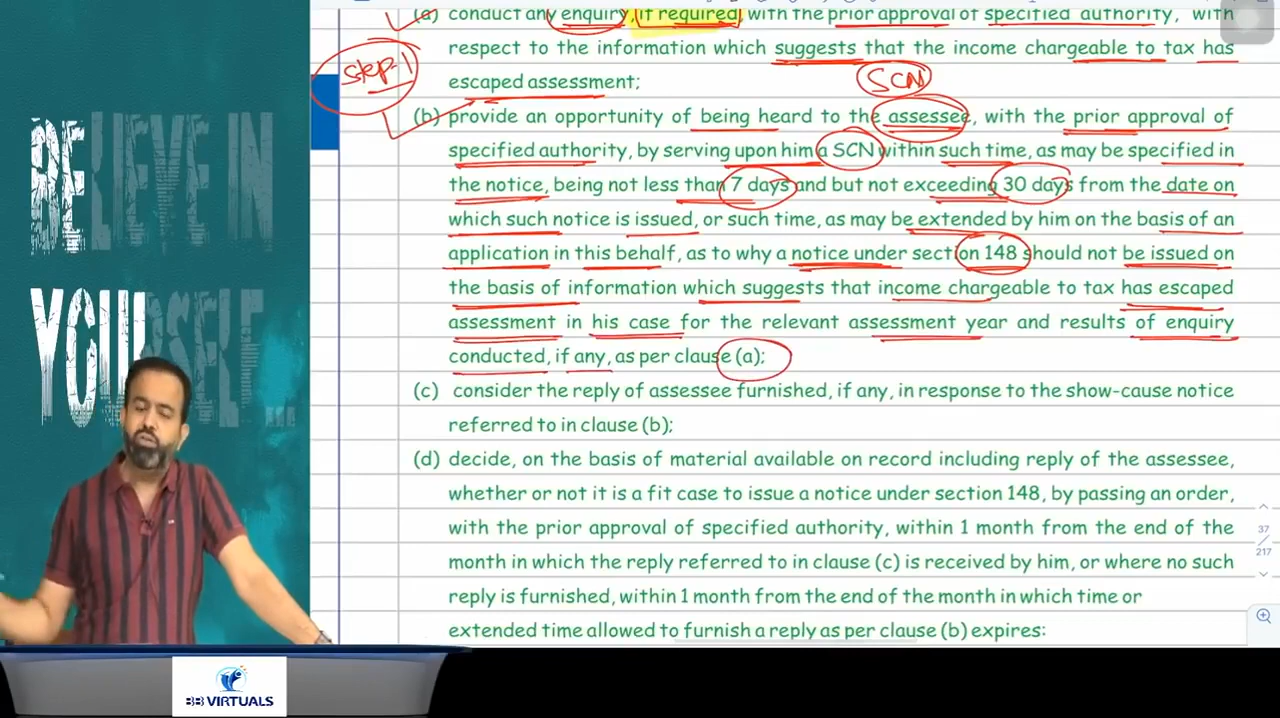 (a) conduct any enquiry, if required, with the prior approval of specified authority, with
respect to the information which suggests that the income chargeable to tax has
step-1
escaped assessment;
SCN
(b) provide an opportunity of being heard to the assessee, with the prior approval of
specified authority, by serving upon him a SCN within such time, as may be specified in
the notice, being not less than 7 days and but not exceeding 30 days from the date on
which such notice is issued, or such time, as may be extended by him on the basis of an
application in this behalf, as to why a notice under section 148 should not be issued on
the basis of information which suggests that income chargeable to tax has escaped
assessment in his case for the relevant assessment year and results of enquiry
conducted, if any, as per clause (a);
(c) consider the reply of assessee furnished, if any, in response to the show-cause notice
referred to in clause (b);
(d) decide, on the basis of material available on record including reply of the assessee,
whether or not it is a fit case to issue a notice under section 148, by passing an order,
with the prior approval of specified authority, within 1 month from the end of the
month in which the reply referred to in clause (c) is received by him, or where no such
reply is furnished, within 1 month from the end of the month in which time or
extended time allowed to furnish a reply as per clause (b) expires:
37
217
BELIEVE IN
YOURSELF...
BB VIRTUALS